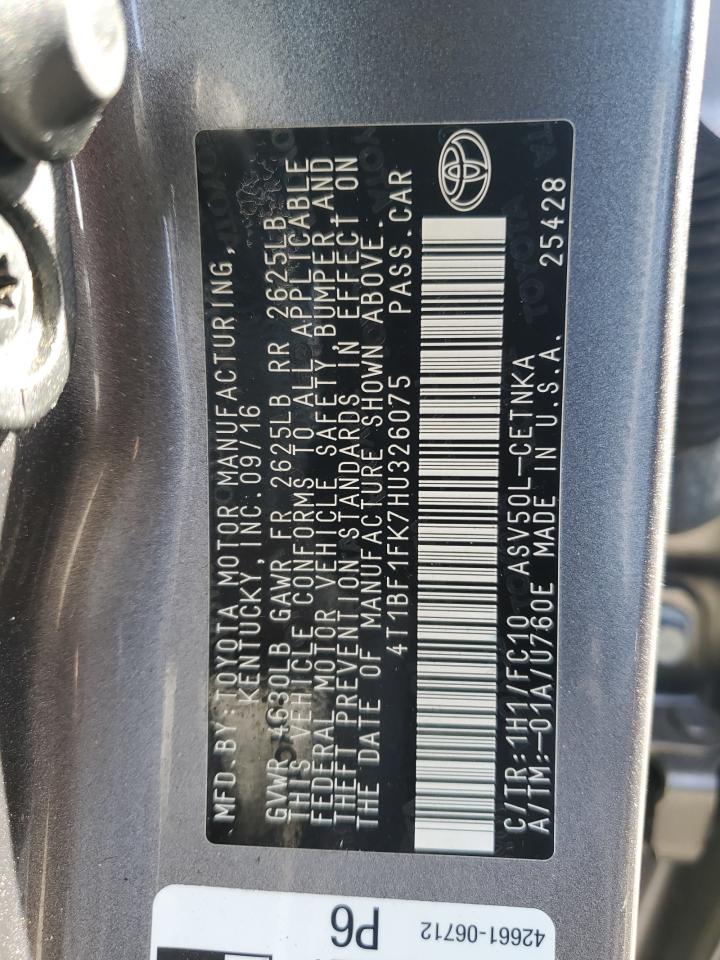 MFD.BY:TOYOTA MOTOR MANUFACTURING,
KENTUCKY, INC.09/16
GVWR 4630LB GAWR FR 2625LB RR 2625LB
THIS VEHICLE CONFORMS TO ALL APPLICABLE
FEDERAL MOTOR VEHICLE SAFETY,BUMPER,AND
THEFT PREVENTION STANDARDS IN EFFECT ON
THE DATE OF MANUFACTURE SHOWN ABOVE.
4T1BF1FK7HU326075 PASS.CAR
C/TR:1H1/FC10 ASV50L-CETNKA
A/TM:-01A/U760E MADE IN U.S.A. 25428
P6
42661-06712